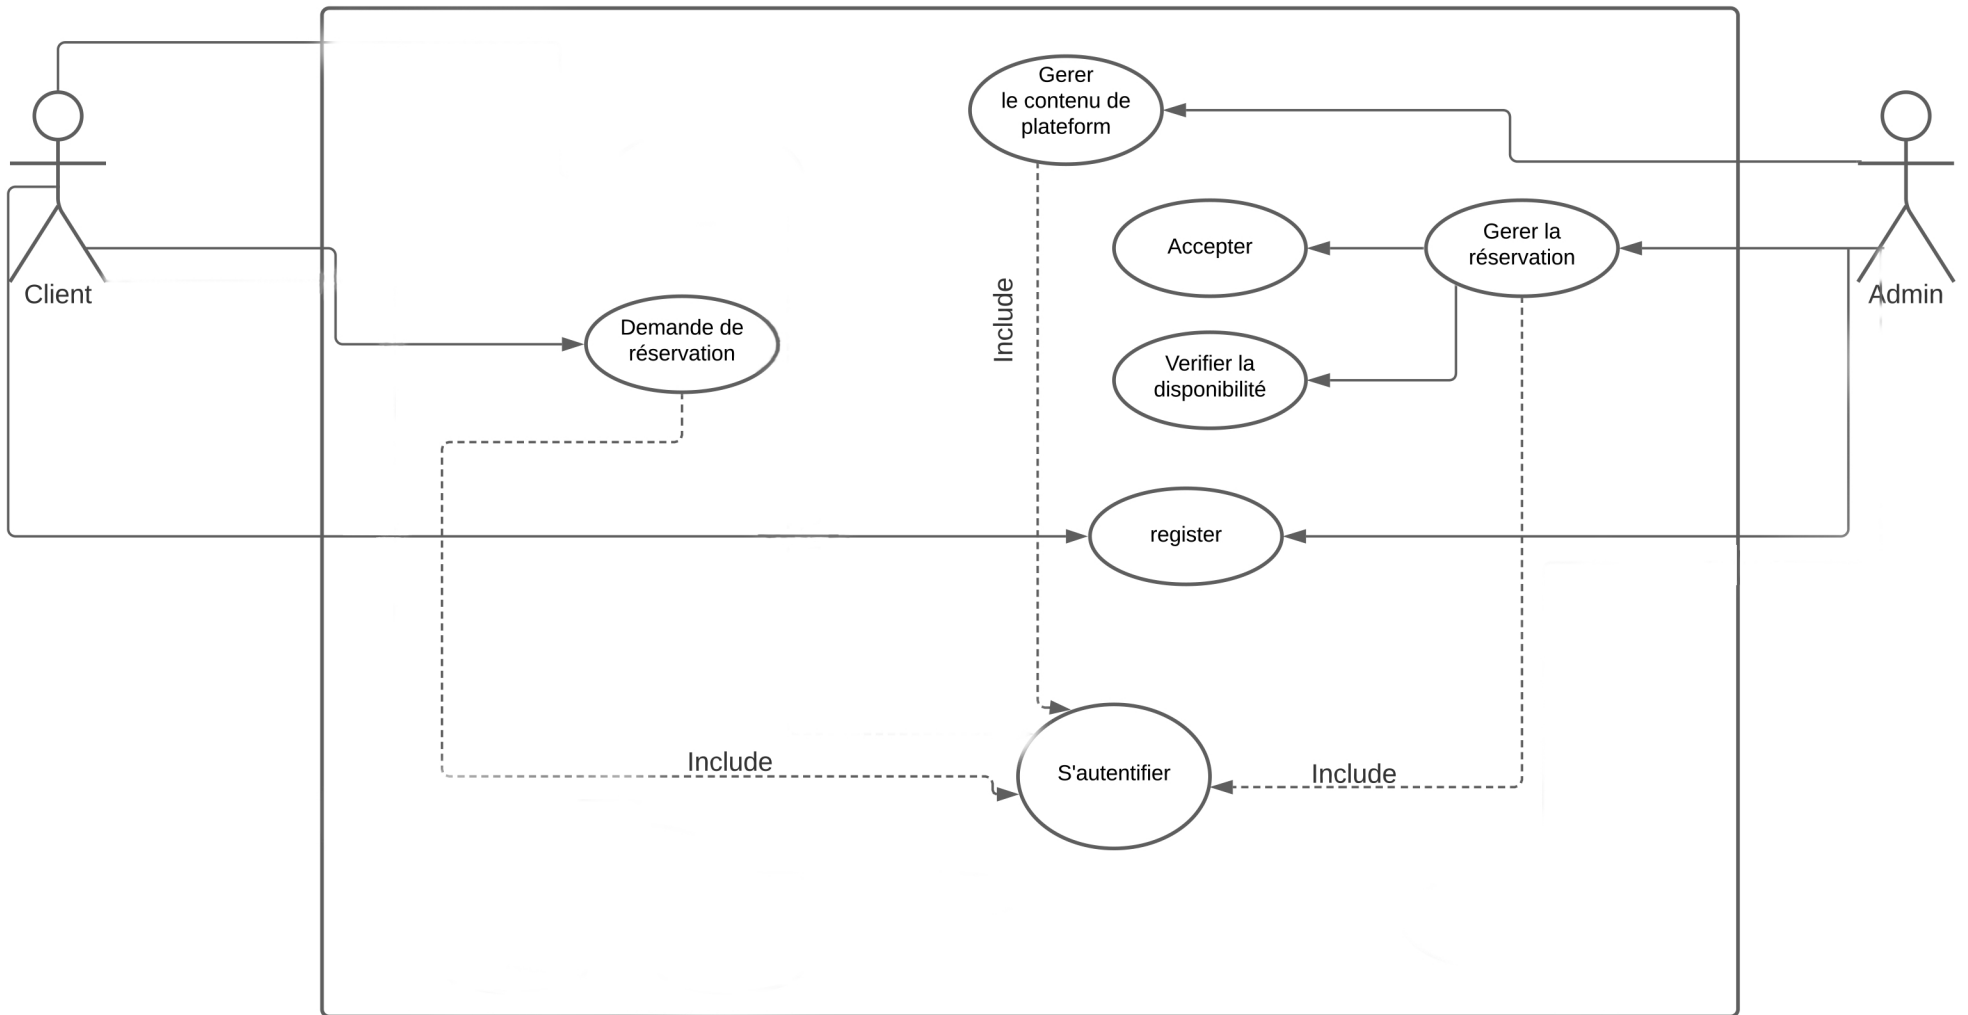 Gerer
le contenu de
plateform
Accepter
Gerer la
réservation
Client
Admin
Demande de
réservation
Include
Verifier la
disponibilité
register
Include
S'autentifier
Include